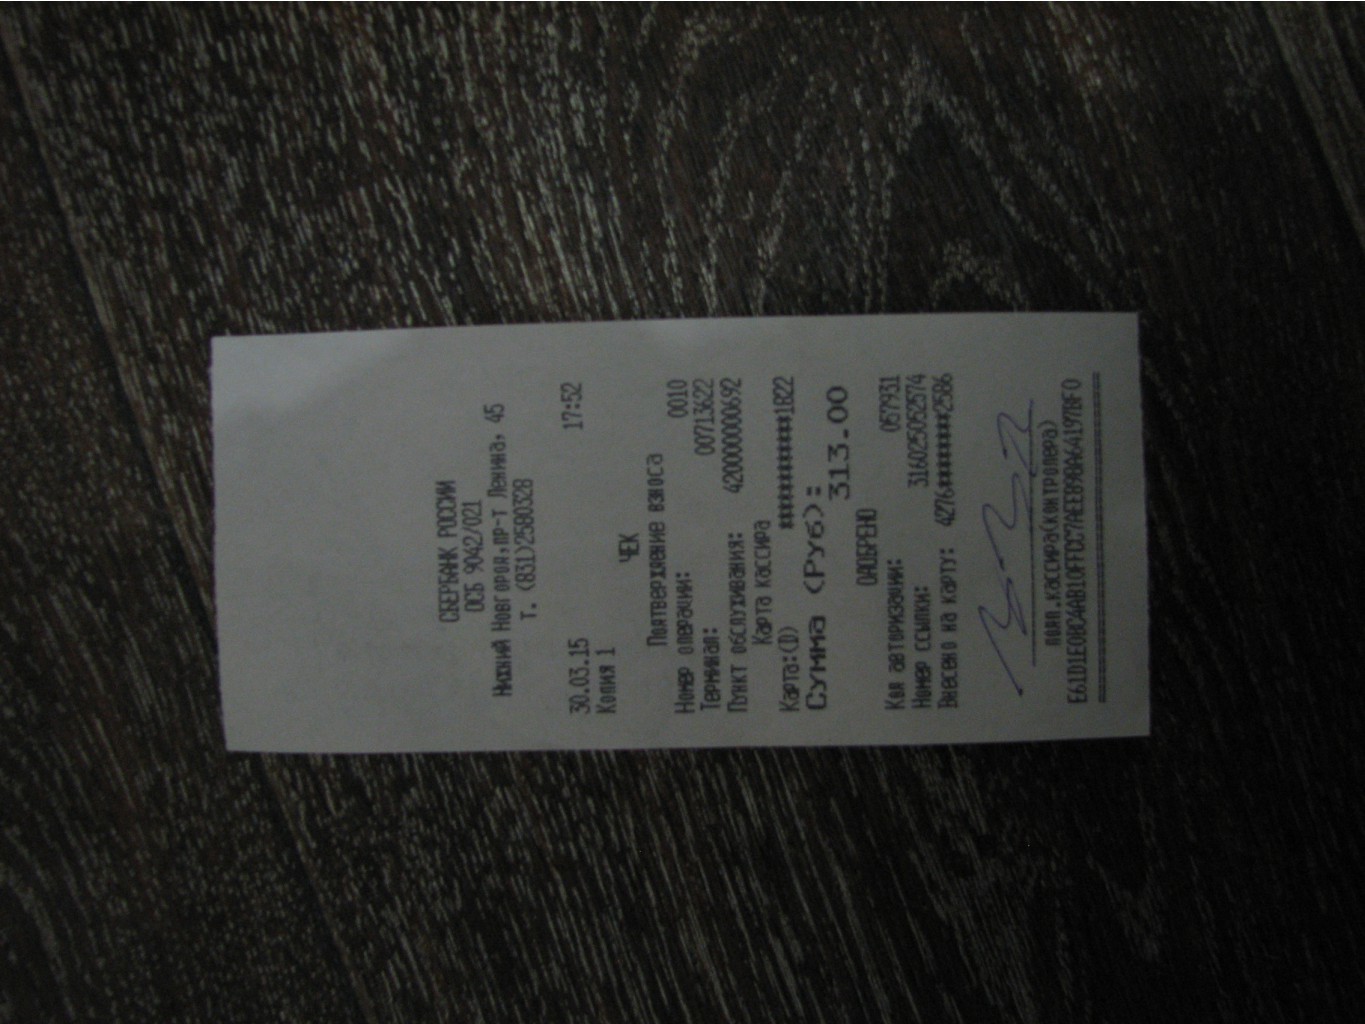 СБЕРБАНК РОССИИ
ОСБ 9042/021
Нижний Новгород,пр-т Ленина, 45
т. (831)2580328
30.03.15 17:52
Копия 1
ЧЕК
Подтверждение взноса
Номер операции: 0010
Терминал: 00713622
Пункт обслуживания: 420000000692
Карта кассира
Карта:(D) ************1822
Сумма (Руб):
313.00
ОДОБРЕНО
Код авторизации: 057931
Номер ссылки: 316025052574
Внесено на карту: 4276********2586
подп.кассира(контролера)
E61D1E0BC4AB10FFDC7AEE890A64197BF0